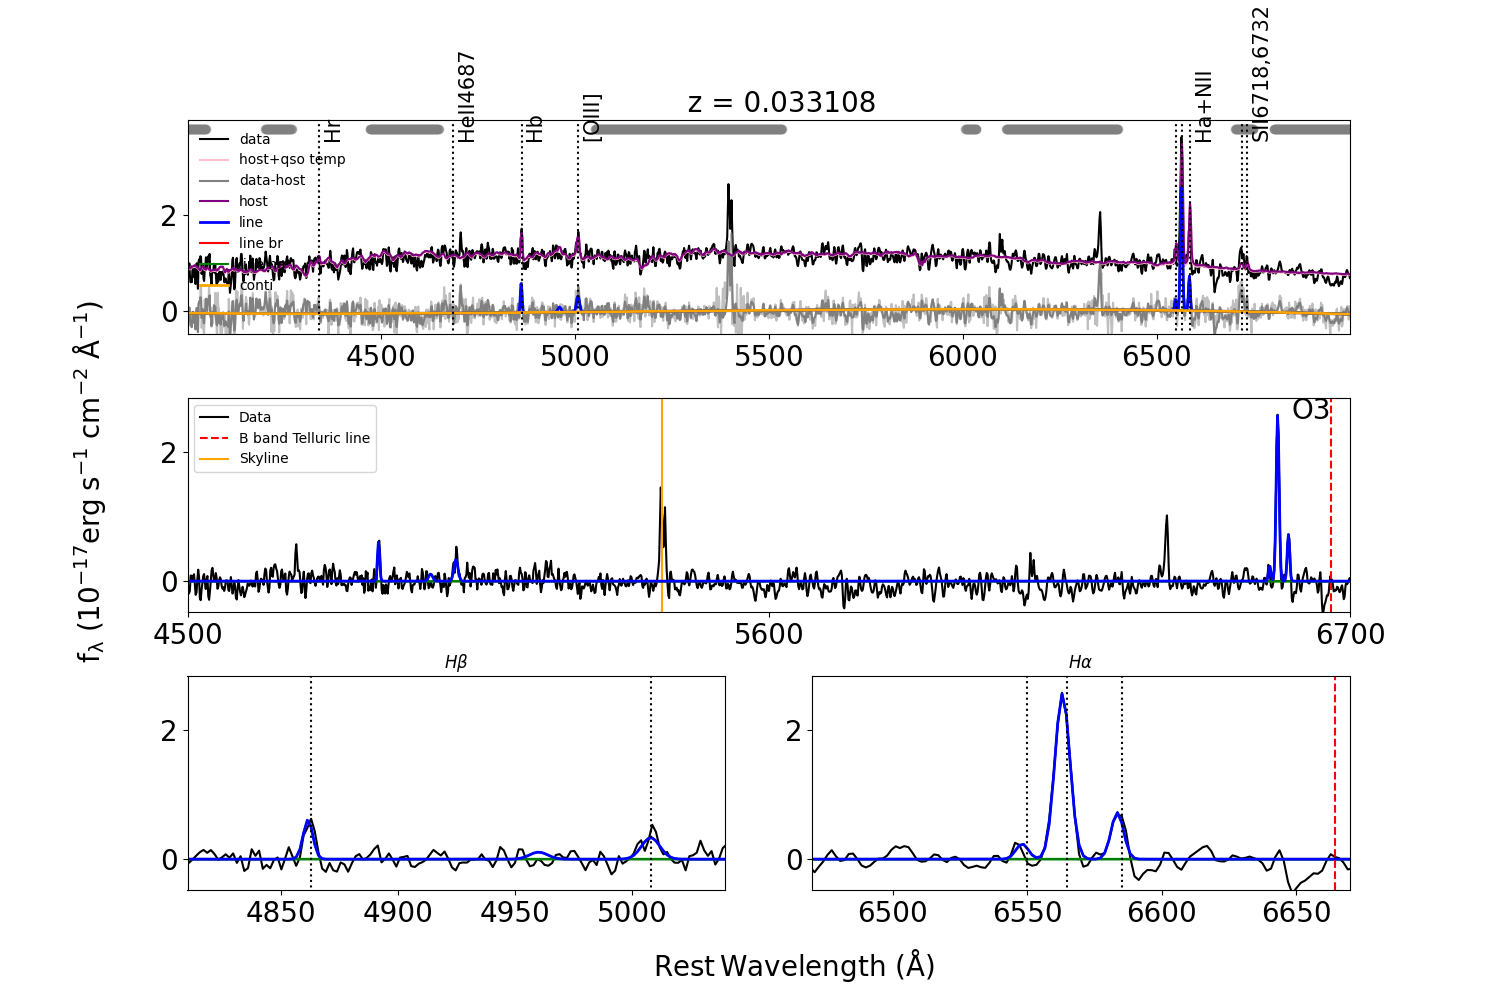 z = 0.033108
Hr
HeII4687
Hb
[OIII]
Ha+NII
SII6718,6732
data
host+qso temp
data-host
host
line
line br
conti
2
0
4500
5000
5500
6000
6500
fλ (10⁻¹⁷erg s⁻¹ cm⁻² Å⁻¹)
O3
Data
B band Telluric line
Skyline
2
0
4500
5600
6700
Hβ
2
0
4850
4900
4950
5000
Hα
2
0
6500
6550
6600
6650
Rest Wavelength (Å)